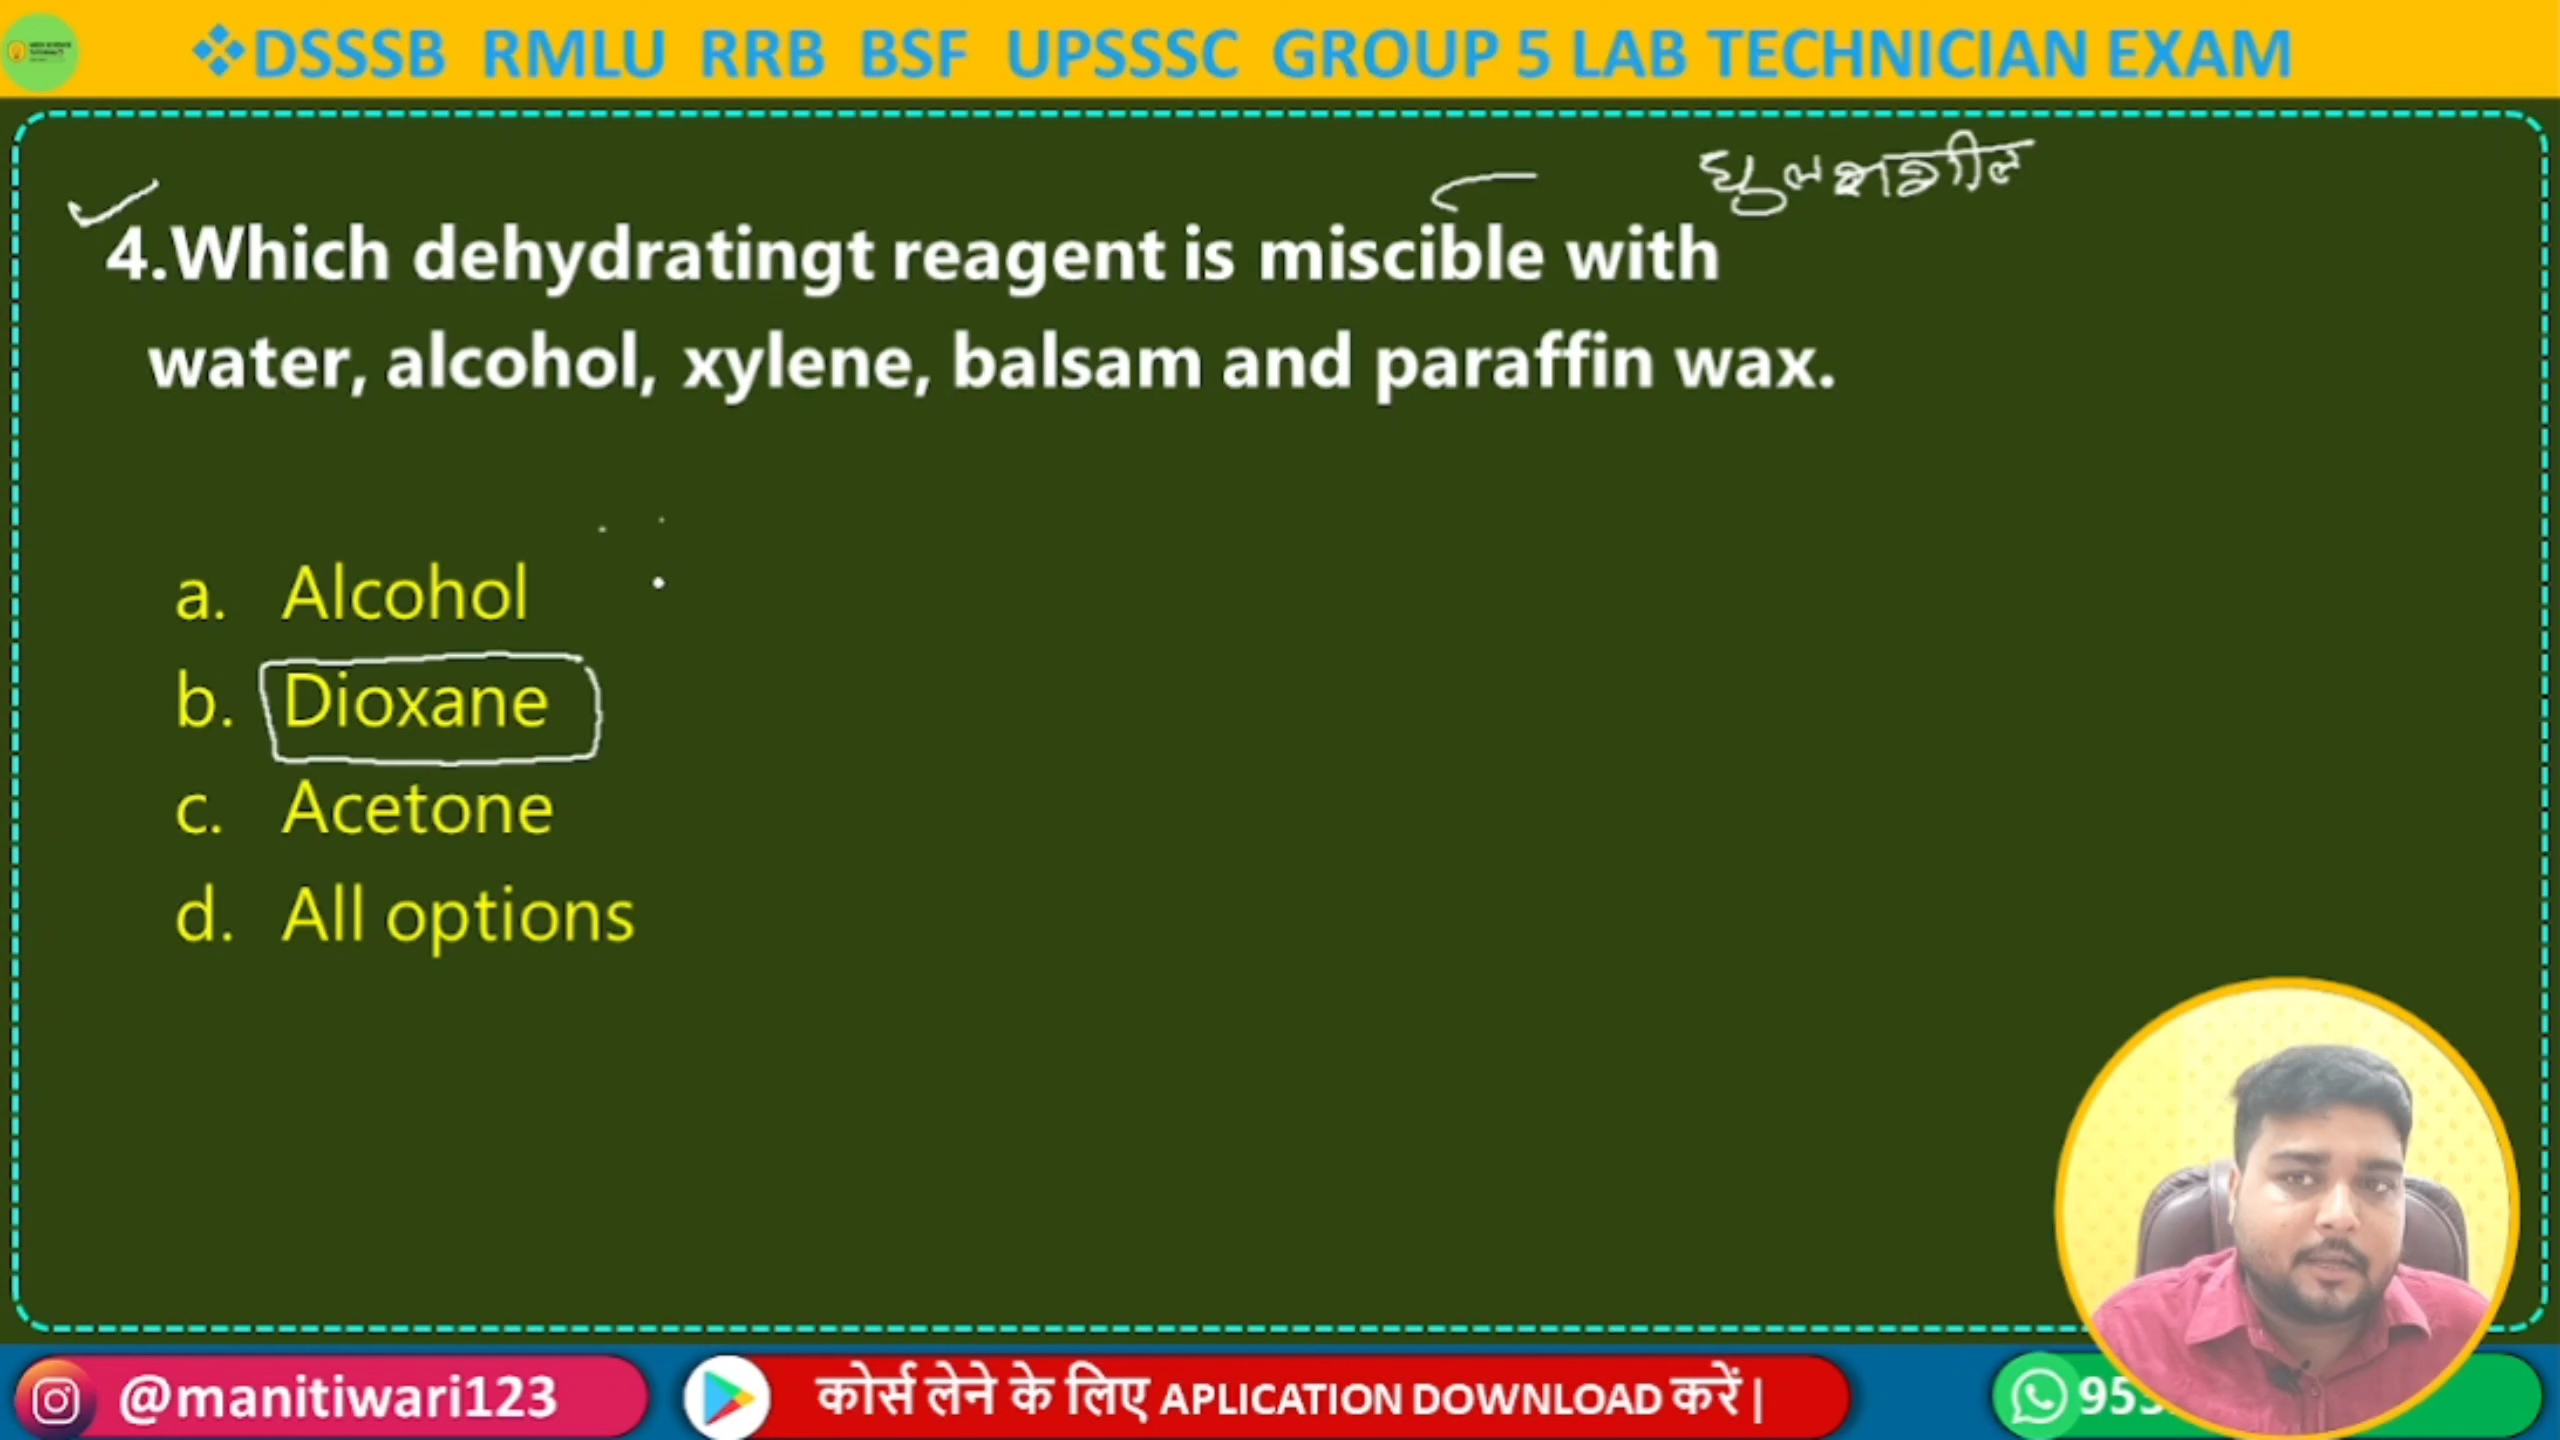 ❖DSSSB RMLU RRB BSF UPSSSC GROUP 5 LAB TECHNICIAN EXAM
घुलनशील
4.Which dehydratingt reagent is miscible with
water, alcohol, xylene, balsam and paraffin wax.
a. Alcohol
b. Dioxane
c. Acetone
d. All options
@manitiwari123
कोर्स लेने के लिए APLICATION DOWNLOAD करें |
95